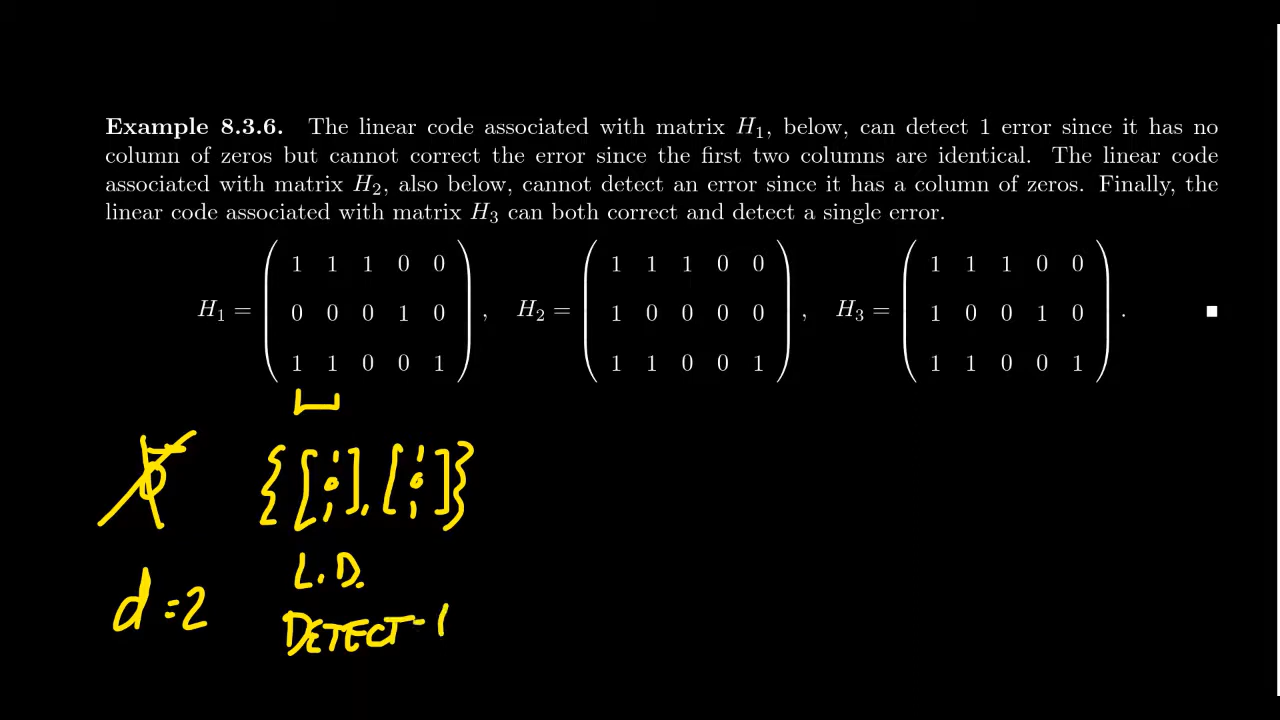 Example 8.3.6. The linear code associated with matrix H₁, below, can detect 1 error since it has no
column of zeros but cannot correct the error since the first two columns are identical. The linear code
associated with matrix H₂, also below, cannot detect an error since it has a column of zeros. Finally, the
linear code associated with matrix H₃ can both correct and detect a single error.
1 1 1 0 0 1 1 1 0 0 1 1 1 0 0
H₁ = ( 0 0 0 1 0 ) , H₂ = ( 1 0 0 0 0 ) , H₃ = ( 1 0 0 1 0 ) . ■
1 1 0 0 1 1 1 0 0 1 1 1 0 0 1
{[1 0 1], [1 0 1]}
L.D.
d=2 DETECT-1